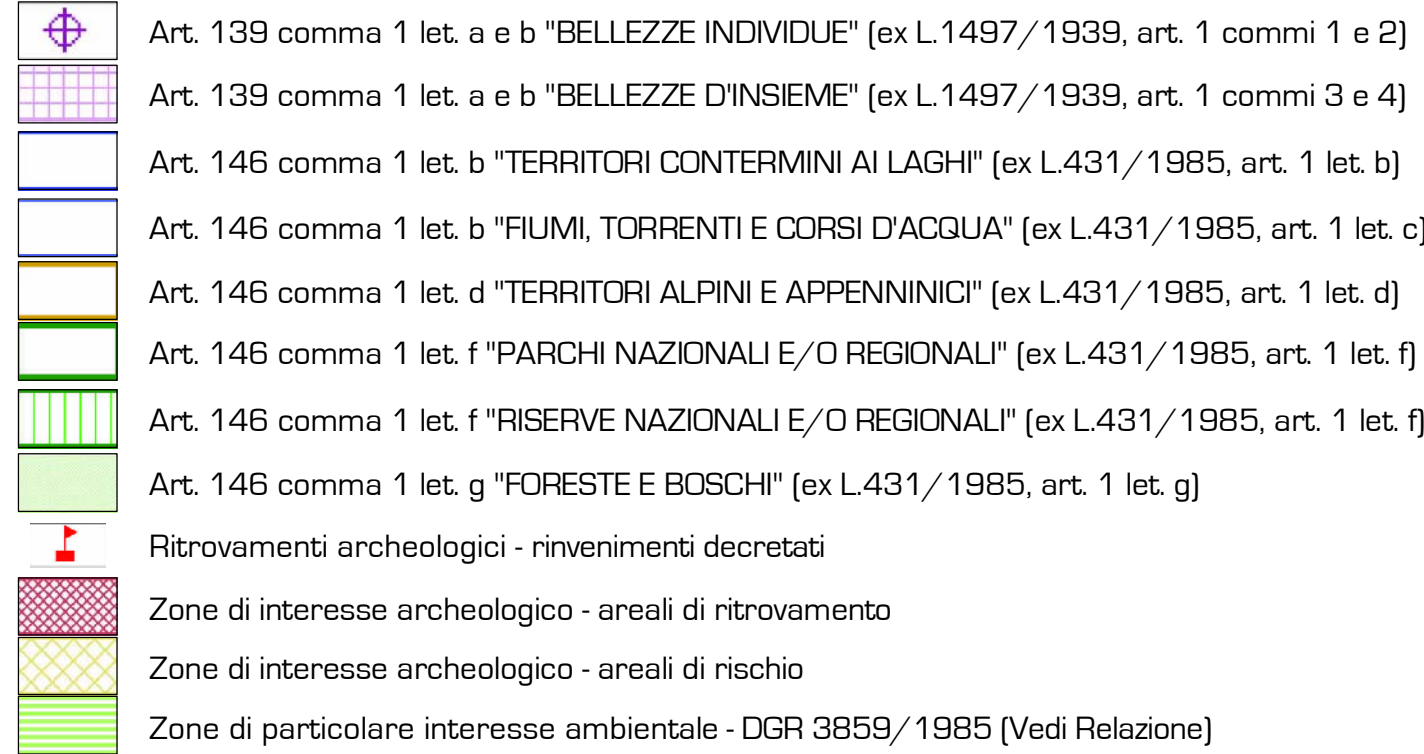 Art. 139 comma 1 let. a e b "BELLEZZE INDIVIDUE" (ex L.1497/1939, art. 1 commi 1 e 2)
Art. 139 comma 1 let. a e b "BELLEZZE D'INSIEME" (ex L.1497/1939, art. 1 commi 3 e 4)
Art. 146 comma 1 let. b "TERRITORI CONTERMINI AI LAGHI" (ex L.431/1985, art. 1 let. b)
Art. 146 comma 1 let. b "FIUMI, TORRENTI E CORSI D'ACQUA" (ex L.431/1985, art. 1 let. c)
Art. 146 comma 1 let. d "TERRITORI ALPINI E APPENNINICI" (ex L.431/1985, art. 1 let. d)
Art. 146 comma 1 let. f "PARCHI NAZIONALI E/O REGIONALI" (ex L.431/1985, art. 1 let. f)
Art. 146 comma 1 let. f "RISERVE NAZIONALI E/O REGIONALI" (ex L.431/1985, art. 1 let. f)
Art. 146 comma 1 let. g "FORESTE E BOSCHI" (ex L.431/1985, art. 1 let. g)
Ritrovamenti archeologici - rinvenimenti decretati
Zone di interesse archeologico - areali di ritrovamento
Zone di interesse archeologico - areali di rischio
Zone di particolare interesse ambientale - DGR 3859/1985 (Vedi Relazione)